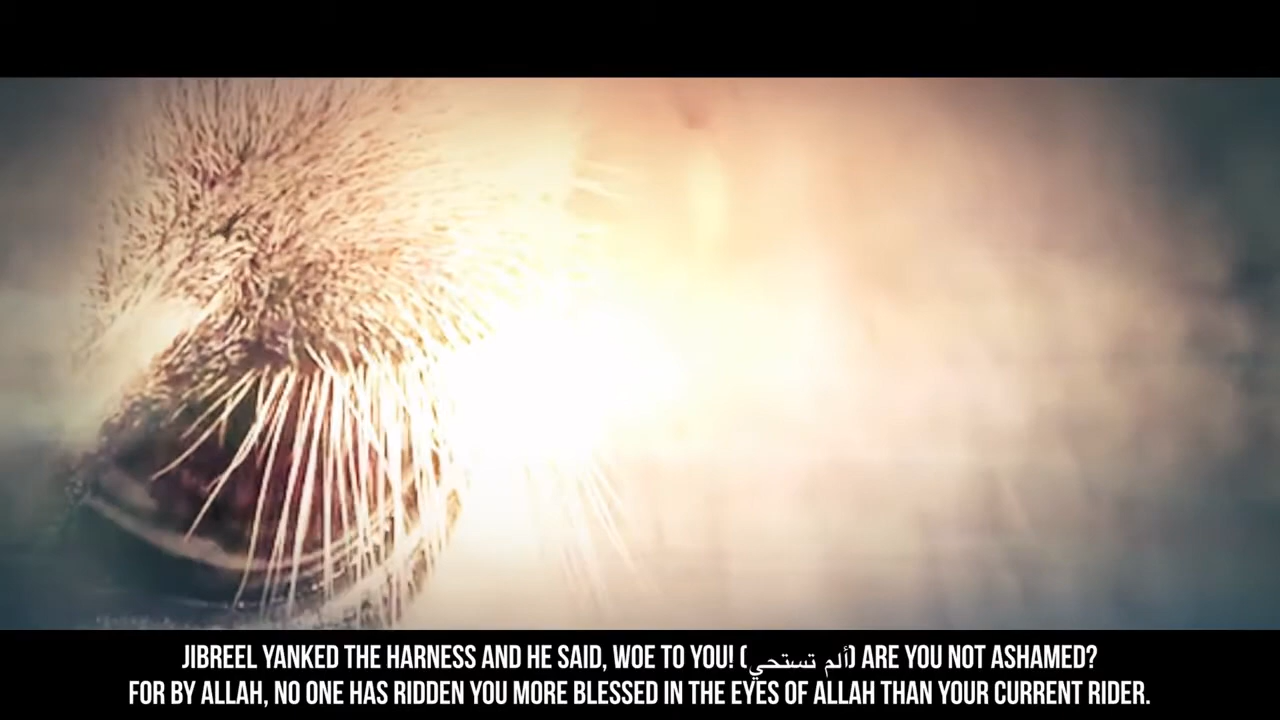 JIBREEL YANKED THE HARNESS AND HE SAID, WOE TO YOU! (ألم تستحي) ARE YOU NOT ASHAMED?
FOR BY ALLAH, NO ONE HAS RIDDEN YOU MORE BLESSED IN THE EYES OF ALLAH THAN YOUR CURRENT RIDER.